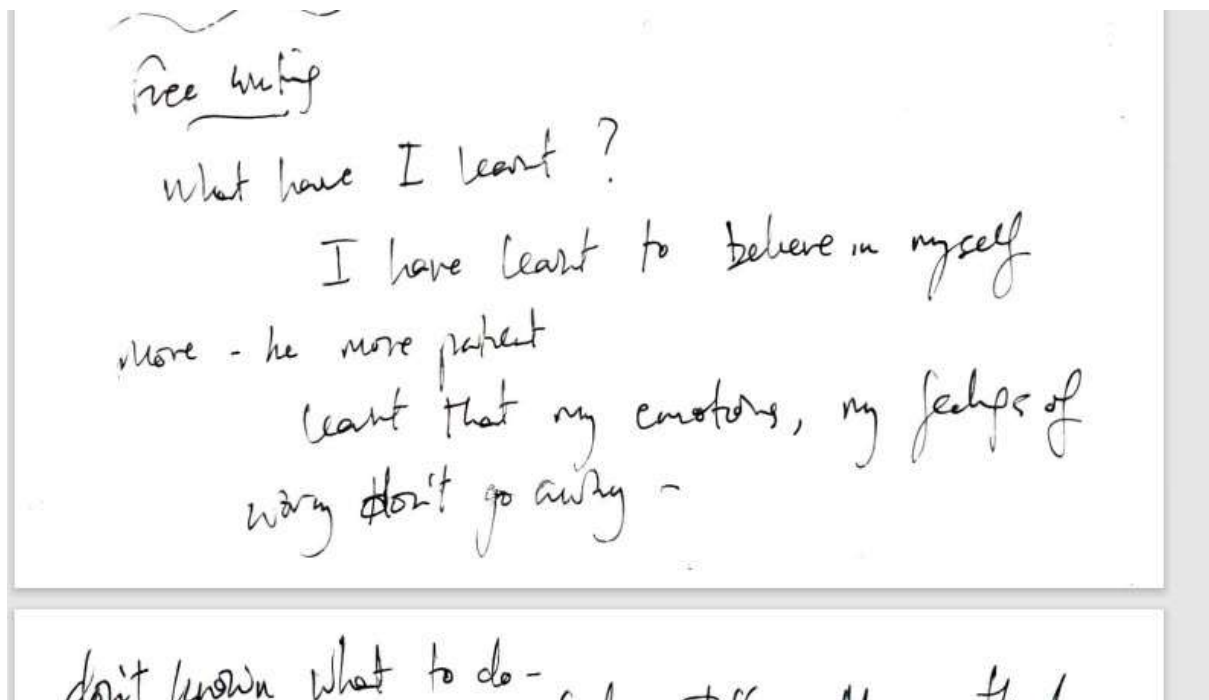 Free writing
What have I learnt ?
I have learnt to believe in myself
more - be more patient
learnt that my emotions, my feelings of
worry don't go away -
don't known what to do -